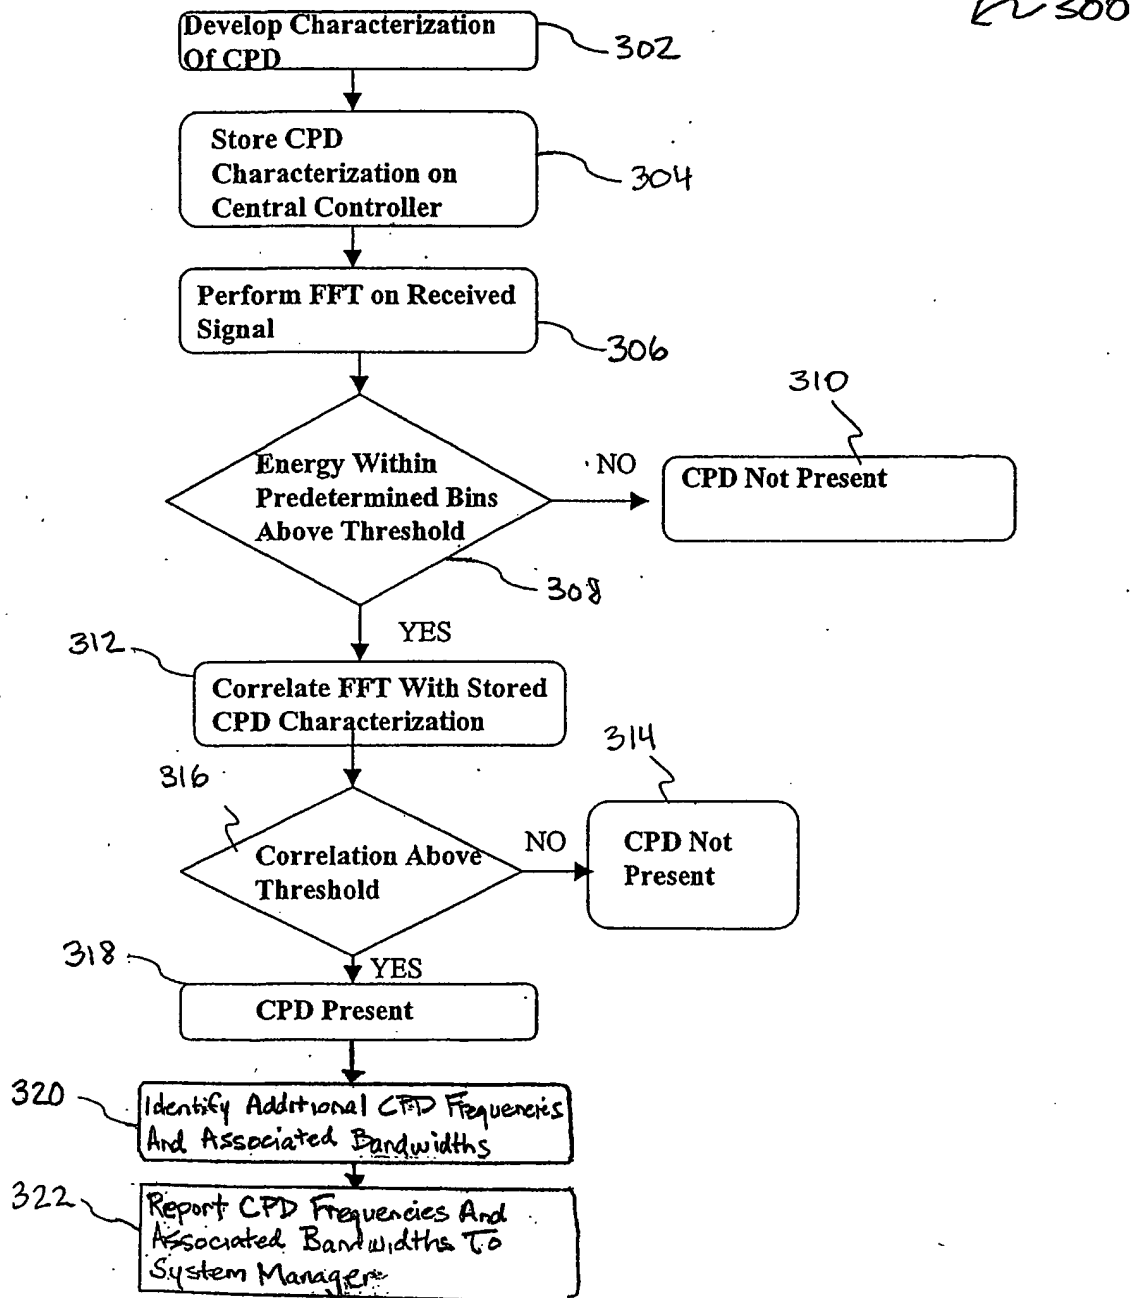 300
Develop Characterization
Of CPD
302
Store CPD
Characterization on
Central Controller
304
Perform FFT on Received
Signal
306
310
Energy Within
Predetermined Bins
Above Threshold
NO
CPD Not Present
308
YES
312
Correlate FFT With Stored
CPD Characterization
314
316
Correlation Above
Threshold
NO
CPD Not
Present
318
YES
CPD Present
320
Identify Additional CPD Frequencies
And Associated Bandwidths
322
Report CPD Frequencies And
Associated Bandwidths To
System Manager